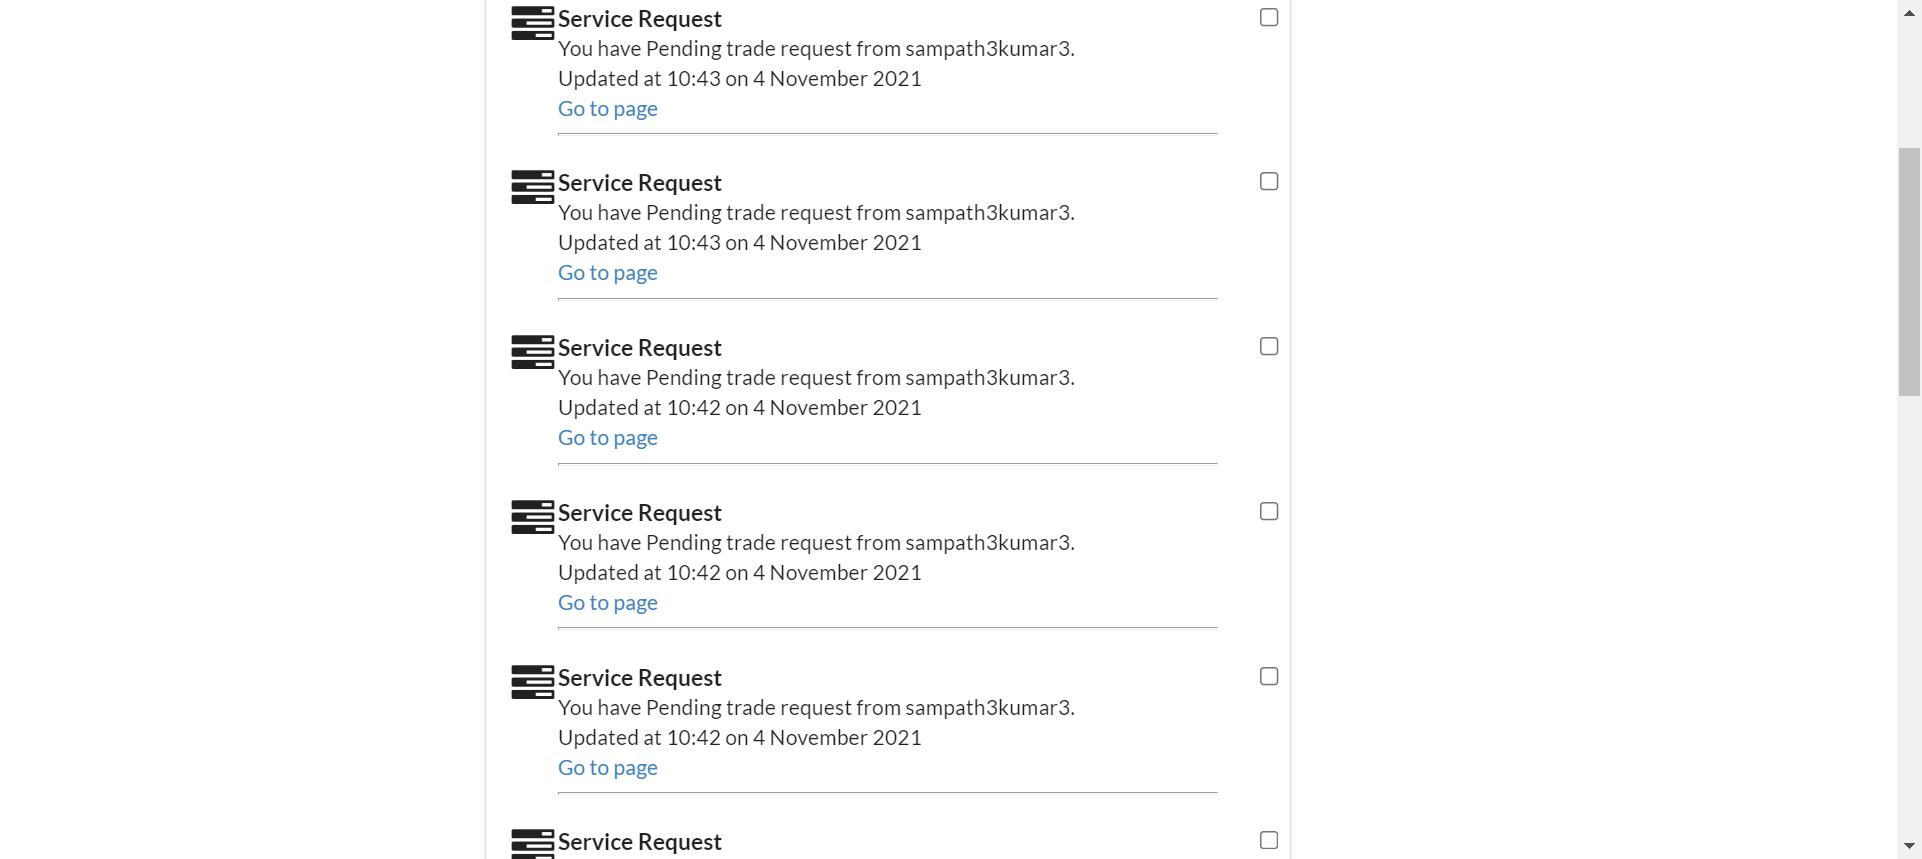 Service Request
You have Pending trade request from sampath3kumar3.
Updated at 10:43 on 4 November 2021
Go to page
Service Request
You have Pending trade request from sampath3kumar3.
Updated at 10:43 on 4 November 2021
Go to page
Service Request
You have Pending trade request from sampath3kumar3.
Updated at 10:42 on 4 November 2021
Go to page
Service Request
You have Pending trade request from sampath3kumar3.
Updated at 10:42 on 4 November 2021
Go to page
Service Request
You have Pending trade request from sampath3kumar3.
Updated at 10:42 on 4 November 2021
Go to page
Service Request